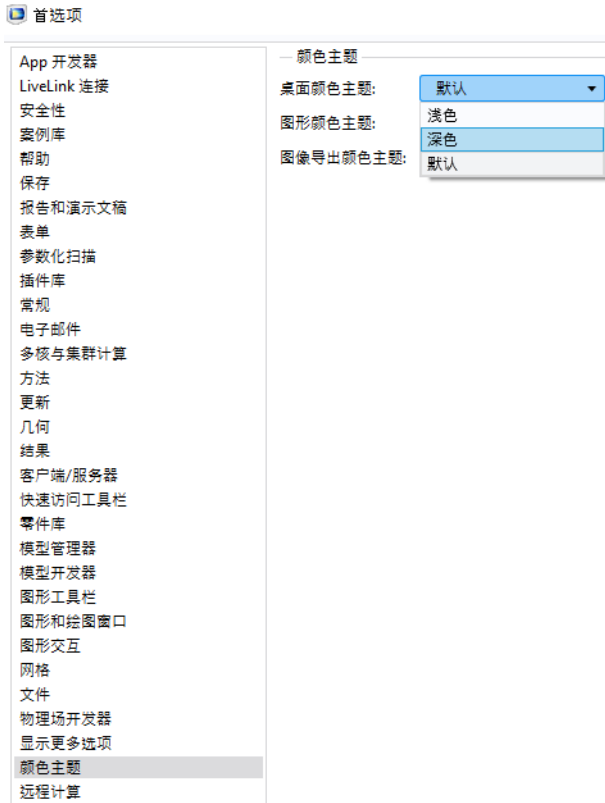 首选项
App 开发器
LiveLink 连接
安全性
案例库
帮助
保存
报告和演示文稿
表单
参数化扫描
插件库
常规
电子邮件
多核与集群计算
方法
更新
几何
结果
客户端/服务器
快速访问工具栏
零件库
模型管理器
模型开发器
图形工具栏
图形和绘图窗口
图形交互
网格
文件
物理场开发器
显示更多选项
颜色主题
远程计算
颜色主题
桌面颜色主题: 默认
图形颜色主题:
图像导出颜色主题:
浅色
深色
默认